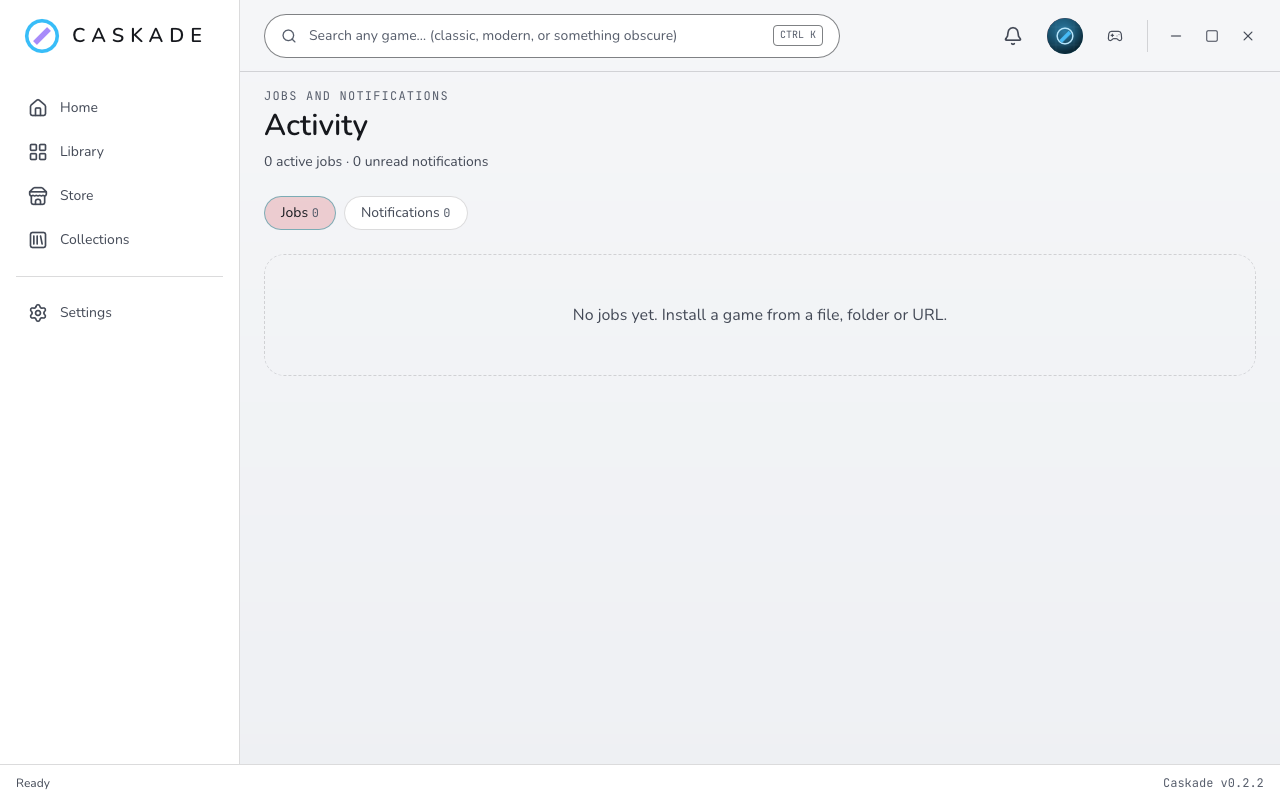 CASKADE
Search any game... (classic, modern, or something obscure)
CTRL K
Home
Library
Store
Collections
Settings
JOBS AND NOTIFICATIONS
Activity
0 active jobs · 0 unread notifications
Jobs 0
Notifications 0
No jobs yet. Install a game from a file, folder or URL.
Ready
Caskade v0.2.2